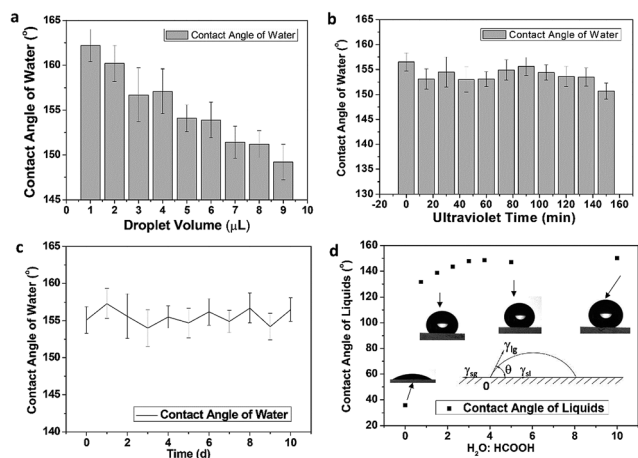 a
165
160
155
150
145
Contact Angle of Water (°)
Contact Angle of Water
0 1 2 3 4 5 6 7 8 9 10
Droplet Volume (μL)
b
165
160
155
150
145
140
135
130
Contact Angle of Water (°)
Contact Angle of Water
-20 0 20 40 60 80 100 120 140 160
Ultraviolet Time (min)
c
165
160
155
150
145
140
Contact Angle of Water (°)
Contact Angle of Water
0 2 4 6 8 10
Time (d)
d
160
140
120
100
80
60
40
20
0
Contact Angle of Liquids (°)
γlg
γsg θ γsl
0
Contact Angle of Liquids
0 2 4 6 8 10
H₂O: HCOOH